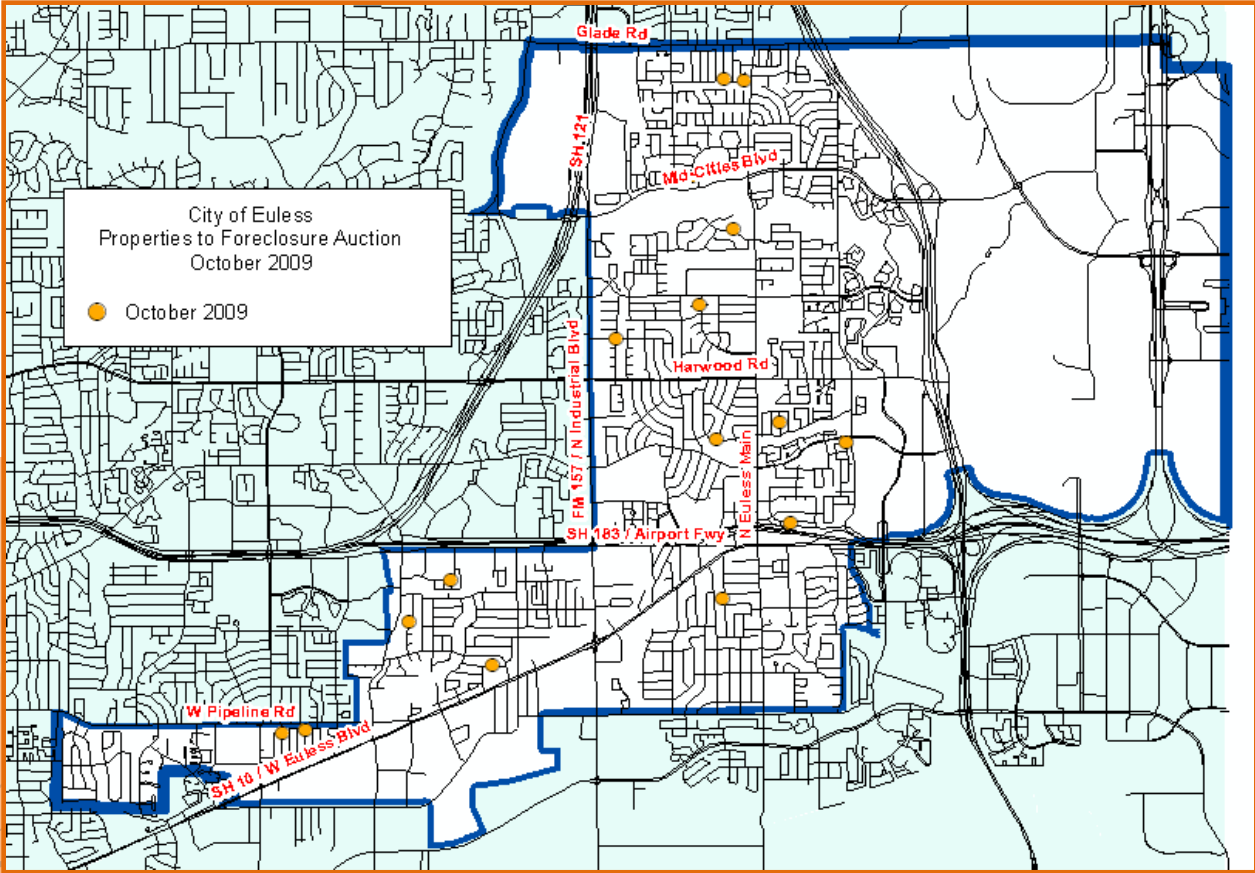 Glade Rd
SH 121
Mid-Cities Blvd
City of Euless
Properties to Foreclosure Auction
October 2009
October 2009
FM 157 / N Industrial Blvd
Harwood Rd
N Euless Main
SH 183 / Airport Fwy
W Pipeline Rd
SH 10 / W Euless Blvd